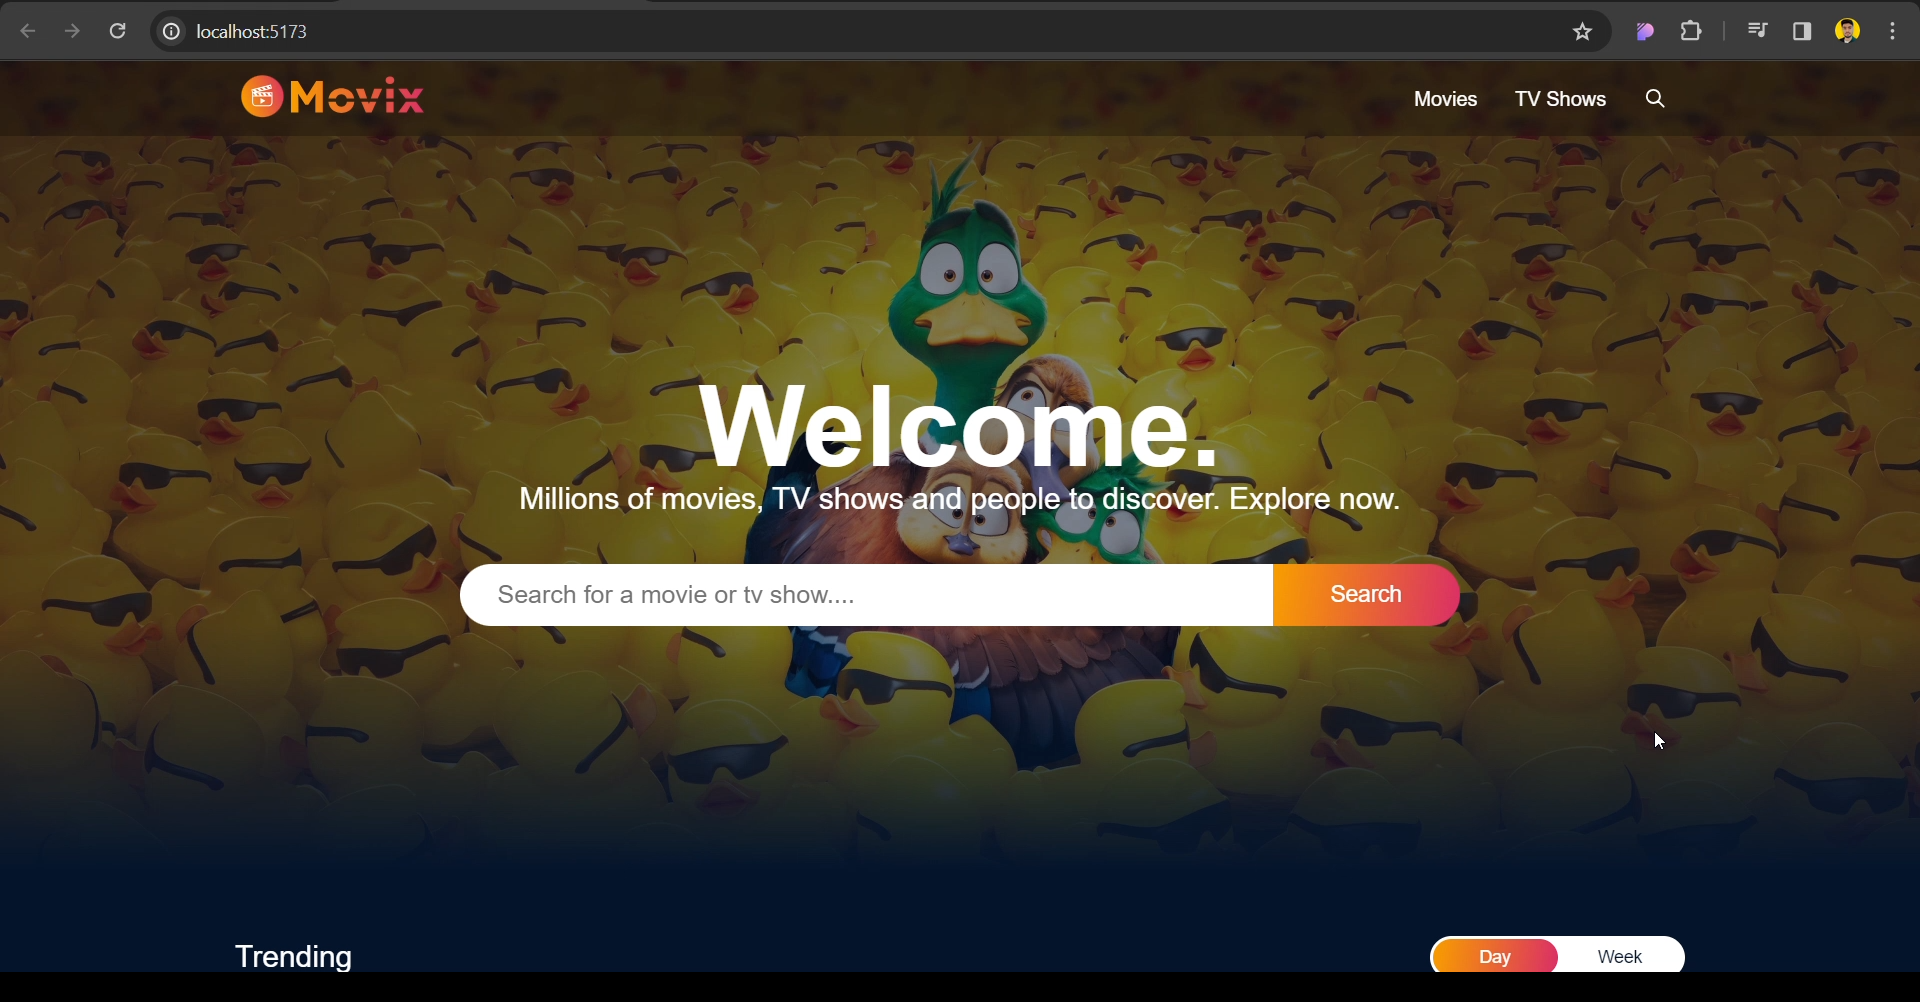 localhost:5173
Movix
Movies
TV Shows
Welcome.
Millions of movies, TV shows and people to discover. Explore now.
Search for a movie or tv show....
Search
Trending
Day
Week